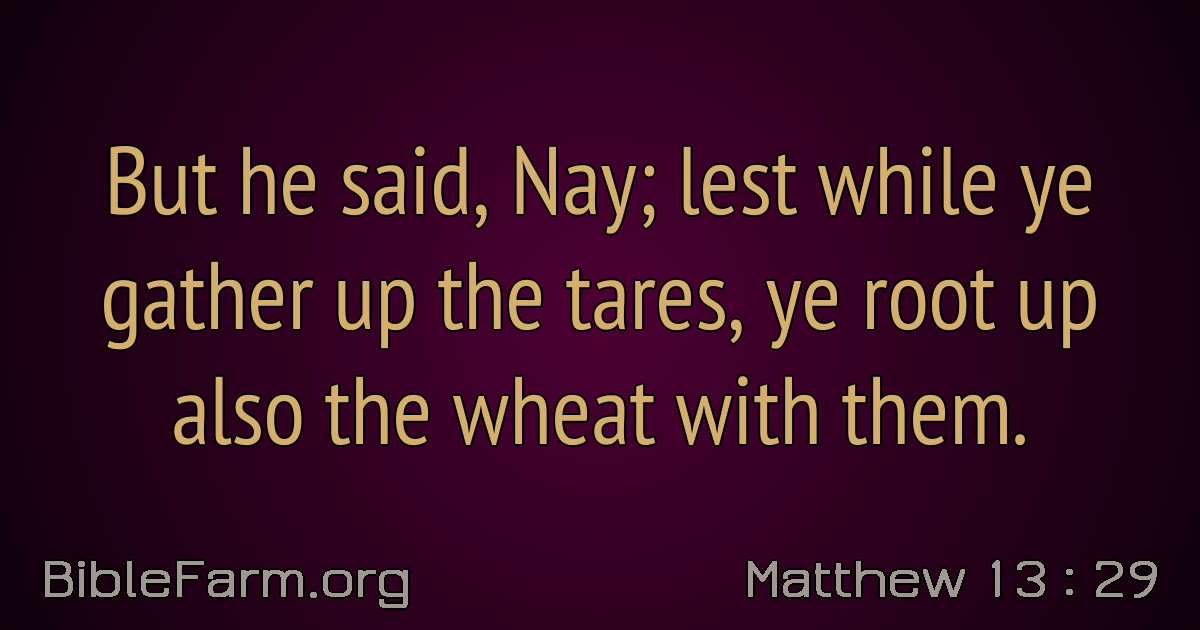 But he said, Nay; lest while ye
gather up the tares, ye root up
also the wheat with them.
BibleFarm.org
Matthew 13 : 29